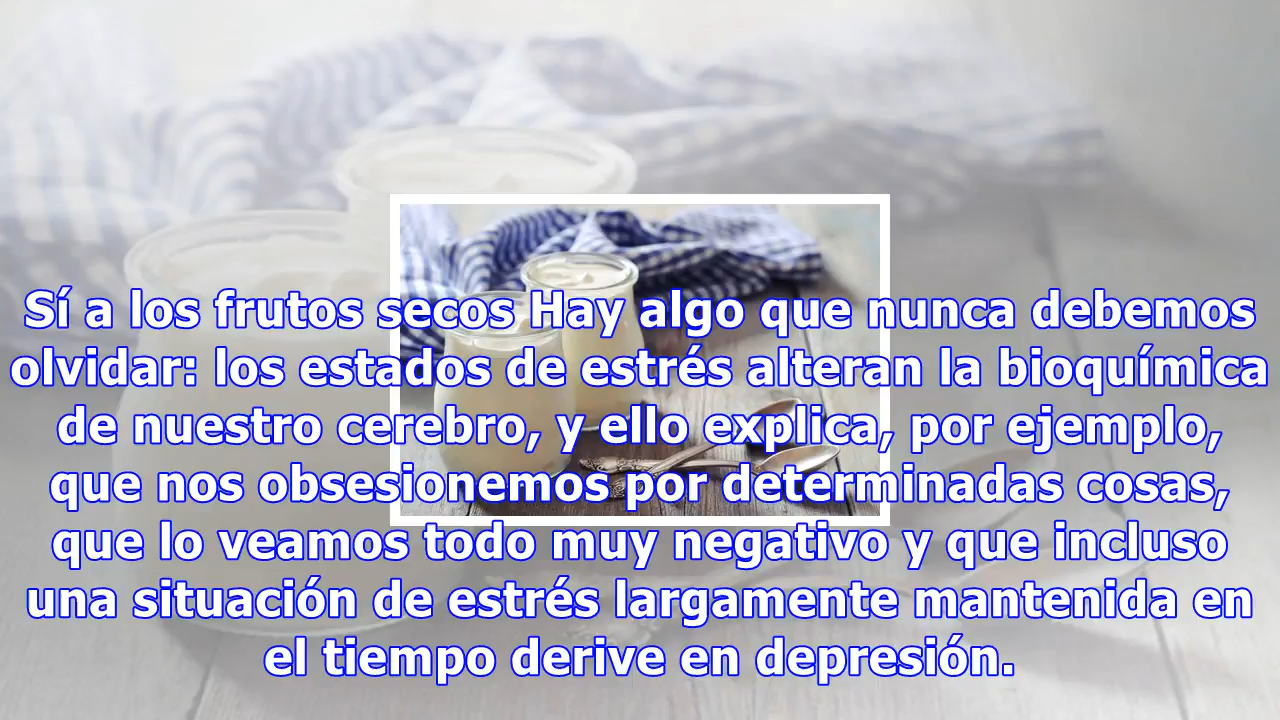 Sí a los frutos secos Hay algo que nunca debemos
olvidar: los estados de estrés alteran la bioquímica
de nuestro cerebro, y ello explica, por ejemplo,
que nos obsesionemos por determinadas cosas,
que lo veamos todo muy negativo y que incluso
una situación de estrés largamente mantenida en
el tiempo derive en depresión.